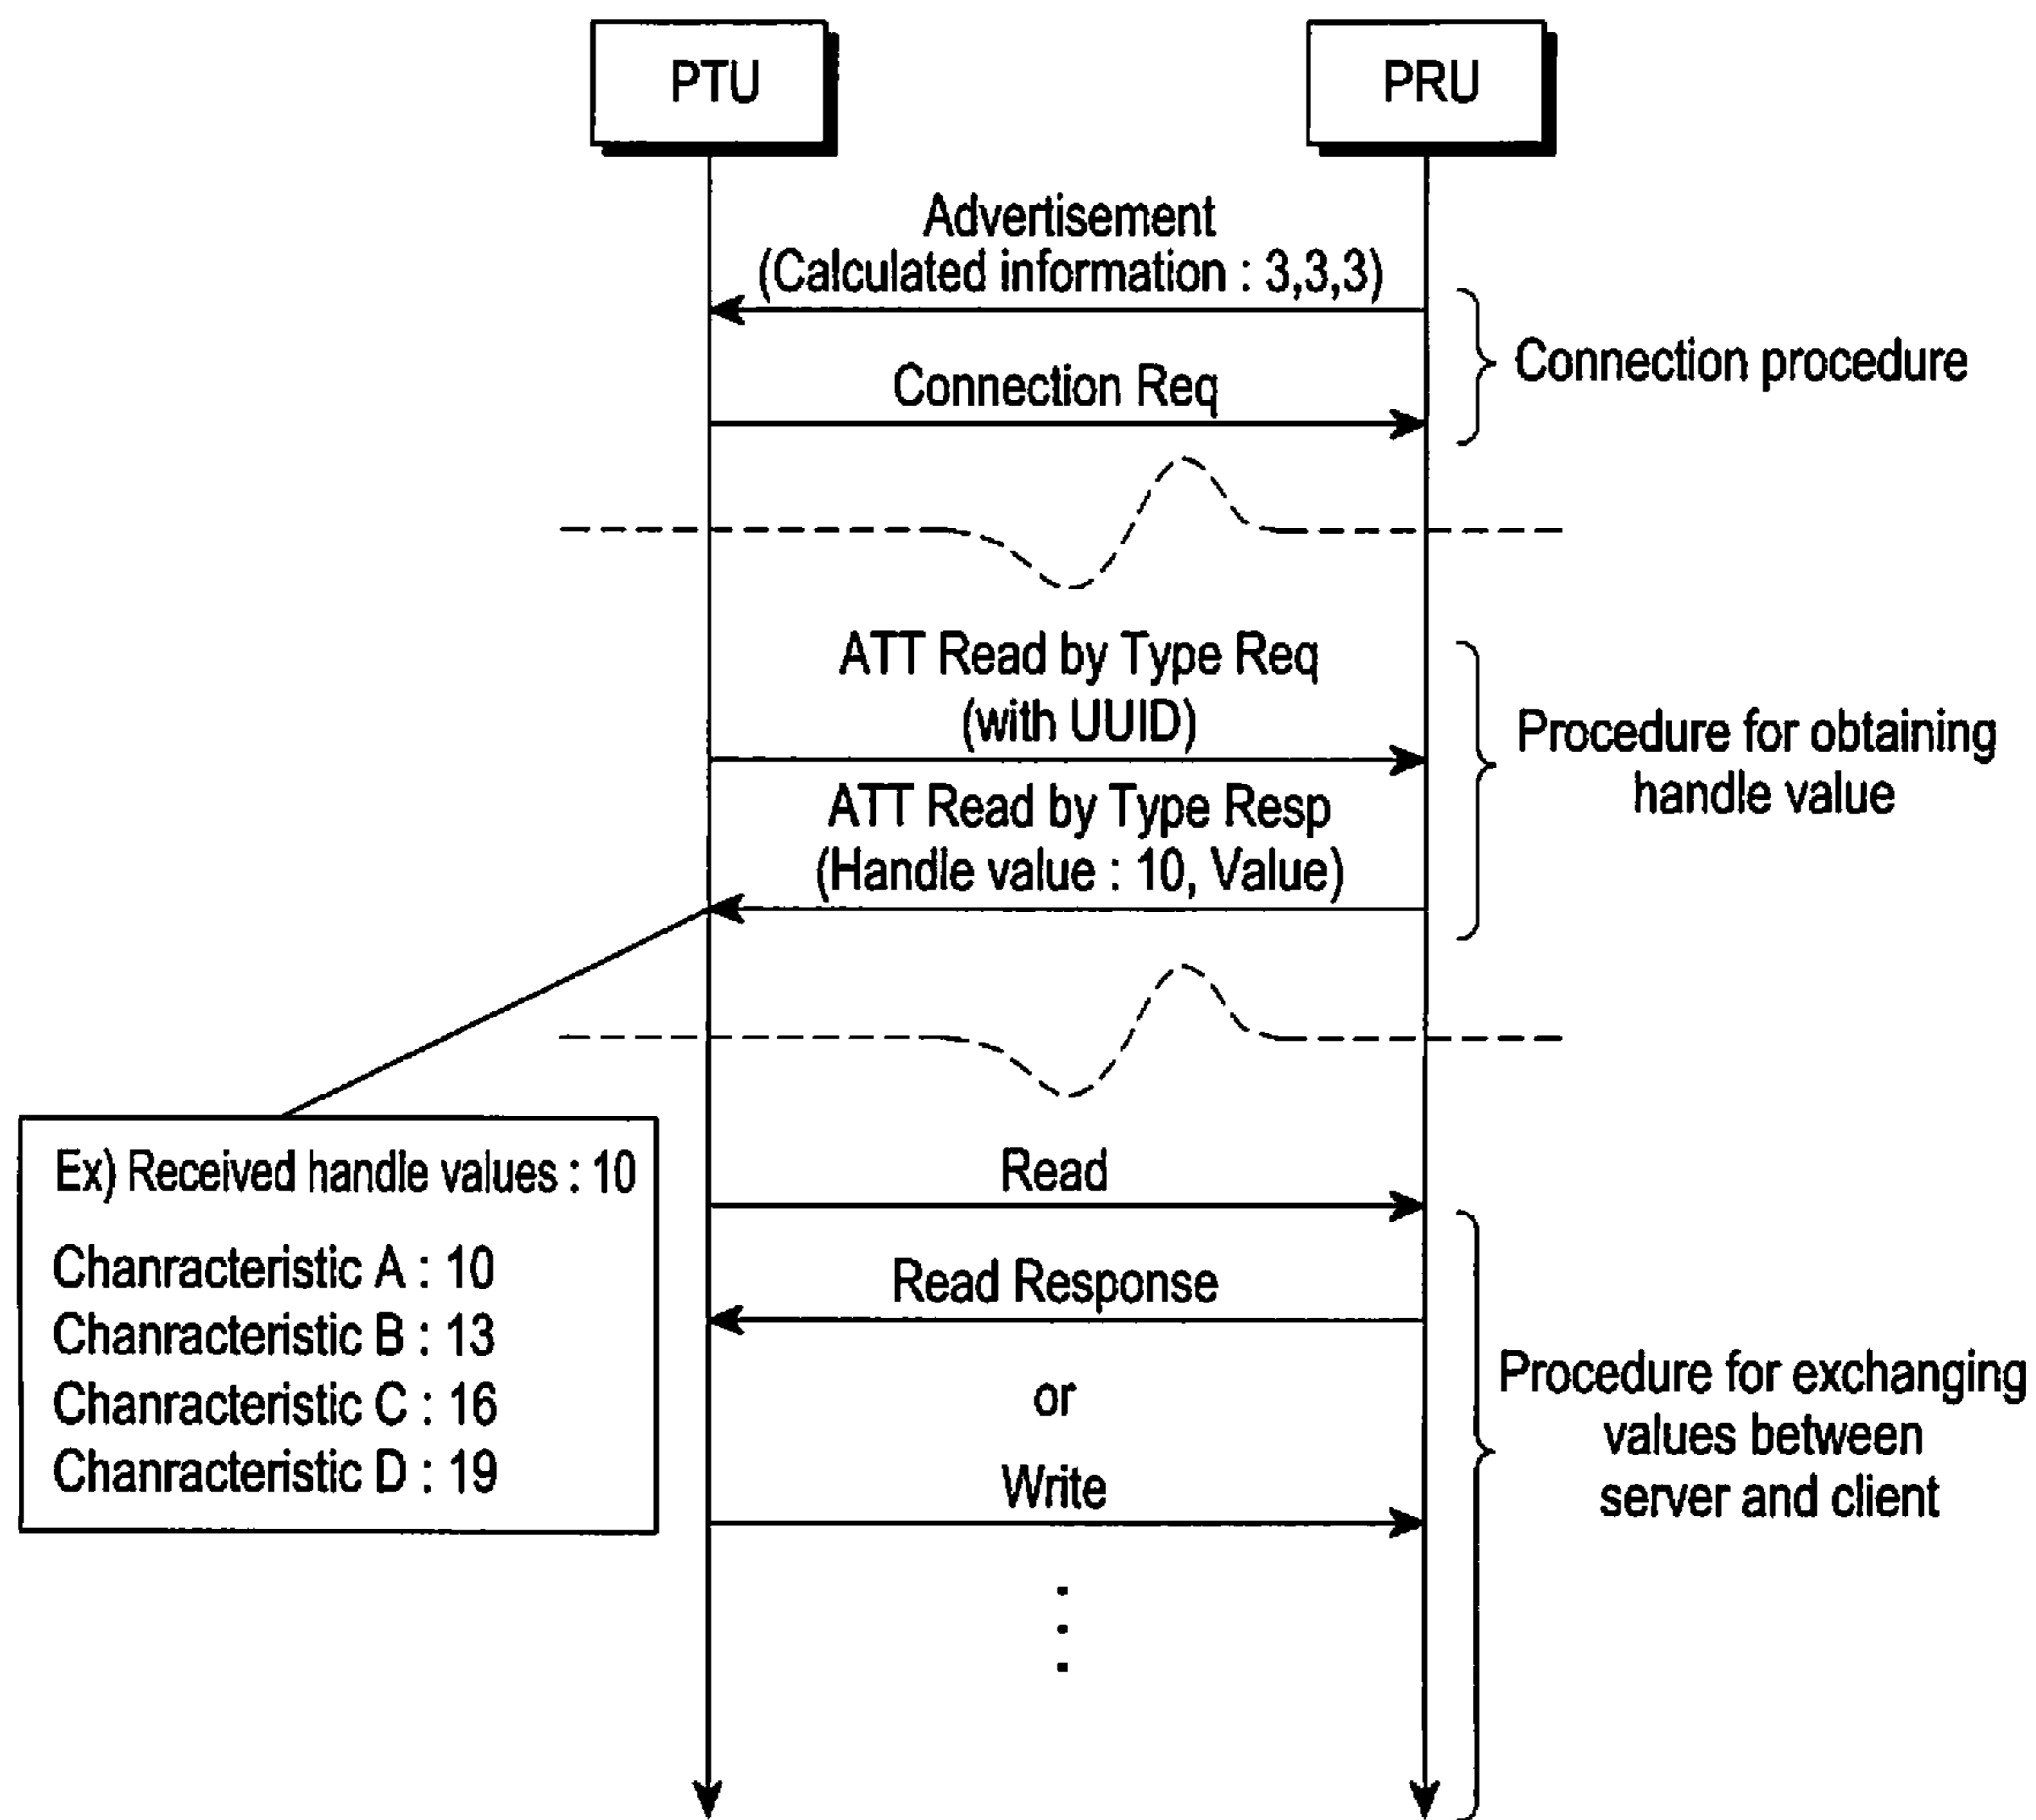 PTU
PRU
Advertisement
(Calculated information : 3,3,3)
Connection procedure
Connection Req
ATT Read by Type Req
(with UUID)
Procedure for obtaining
handle value
ATT Read by Type Resp
(Handle value : 10, Value)
Ex) Received handle values : 10
Chanracteristic A : 10
Chanracteristic B : 13
Chanracteristic C : 16
Chanracteristic D : 19
Read
Read Response
or
Write
Procedure for exchanging
values between
server and client